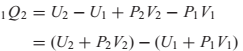 ₁Q₂ = U₂ − U₁ + P₂V₂ − P₁V₁
= (U₂ + P₂V₂) − (U₁ + P₁V₁)